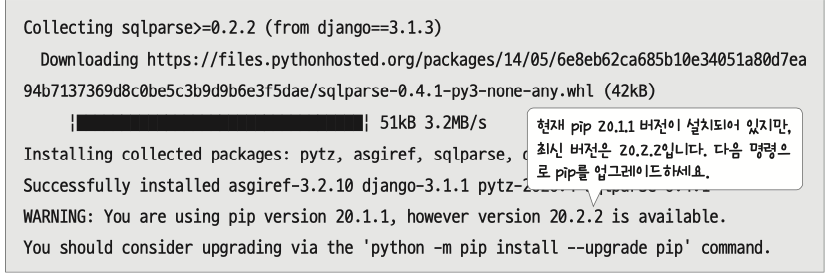 Collecting sqlparse>=0.2.2 (from django==3.1.3)
Downloading https://files.pythonhosted.org/packages/14/05/6e8eb62ca685b10e34051a80d7ea
94b7137369d8c0be5c3b9d9b6e3f5dae/sqlparse-0.4.1-py3-none-any.whl (42kB)
51kB 3.2MB/s
현재 pip 20.1.1 버전이 설치되어 있지만,
최신 버전은 20.2.2입니다. 다음 명령으
로 pip를 업그레이드하세요.
Installing collected packages: pytz, asgiref, sqlparse,
Successfully installed asgiref-3.2.10 django-3.1.1
WARNING: You are using pip version 20.1.1, however version 20.2.2 is available.
You should consider upgrading via the 'python -m pip install --upgrade pip' command.